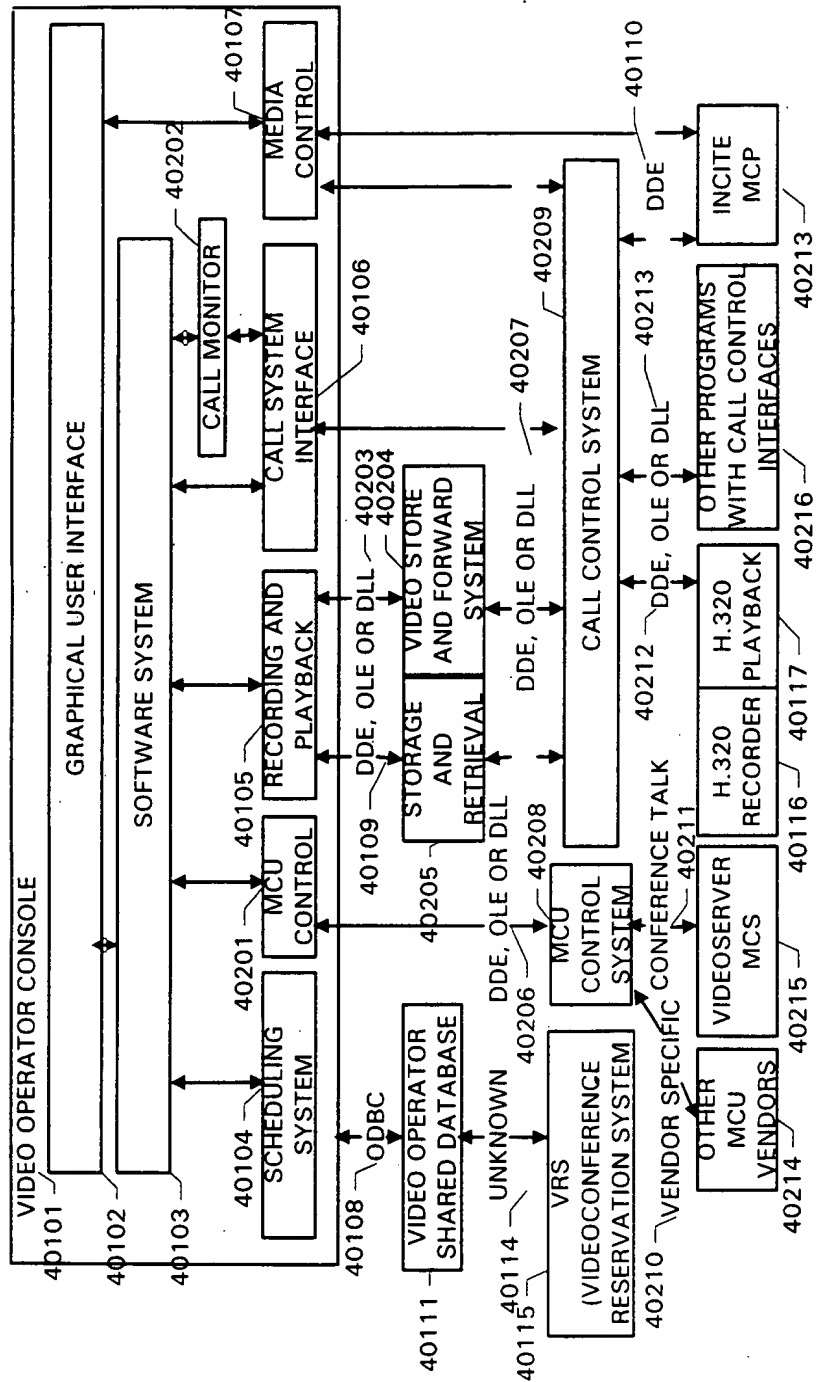 VIDEO OPERATOR CONSOLE
40101
GRAPHICAL USER INTERFACE
40102
SOFTWARE SYSTEM
40103
CALL MONITOR
40202
40104
SCHEDULING
SYSTEM
40201
MCU
CONTROL
40105
RECORDING AND
PLAYBACK
CALL SYSTEM
INTERFACE
40106
MEDIA
CONTROL
40107
40108
ODBC
40109
DDE, OLE OR DLL
40203
40204
VIDEO OPERATOR
SHARED DATABASE
40111
STORAGE
AND
RETRIEVAL
40205
VIDEO STORE
AND FORWARD
SYSTEM
UNKNOWN
40114
DDE, OLE OR DLL
40206
DDE, OLE OR DLL
40207
40115
VRS
(VIDEOCONFERENCE
RESERVATION SYSTEM
MCU
CONTROL
SYSTEM
40208
CALL CONTROL SYSTEM
40209
40210
VENDOR SPECIFIC
CONFERENCE TALK
40211
40212
DDE, OLE OR DLL
40213
DDE
40110
OTHER
MCU
VENDORS
40214
VIDEOSERVER
MCS
40215
H.320
RECORDER
40116
H.320
PLAYBACK
40117
OTHER PROGRAMS
WITH CALL CONTROL
INTERFACES
40216
INCITE
MCP
40213